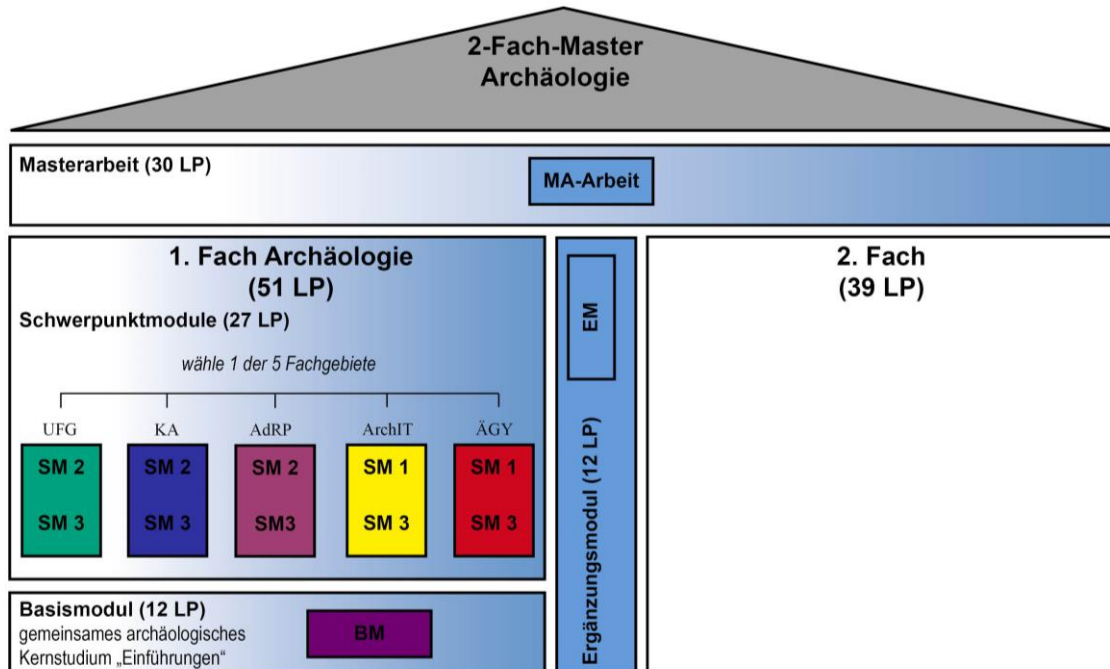 2-Fach-Master
Archäologie
Masterarbeit (30 LP)
MA-Arbeit
1. Fach Archäologie
(51 LP)
Schwerpunktmodule (27 LP)
wähle 1 der 5 Fachgebiete
UFG
KA
AdRP
ArchIT
ÄGY
SM 2
SM 2
SM 2
SM 1
SM 1
SM 3
SM 3
SM3
SM 3
SM 3
Basismodul (12 LP)
gemeinsames archäologisches
Kernstudium „Einführungen“
BM
EM
Ergänzungsmodul (12 LP)
2. Fach
(39 LP)